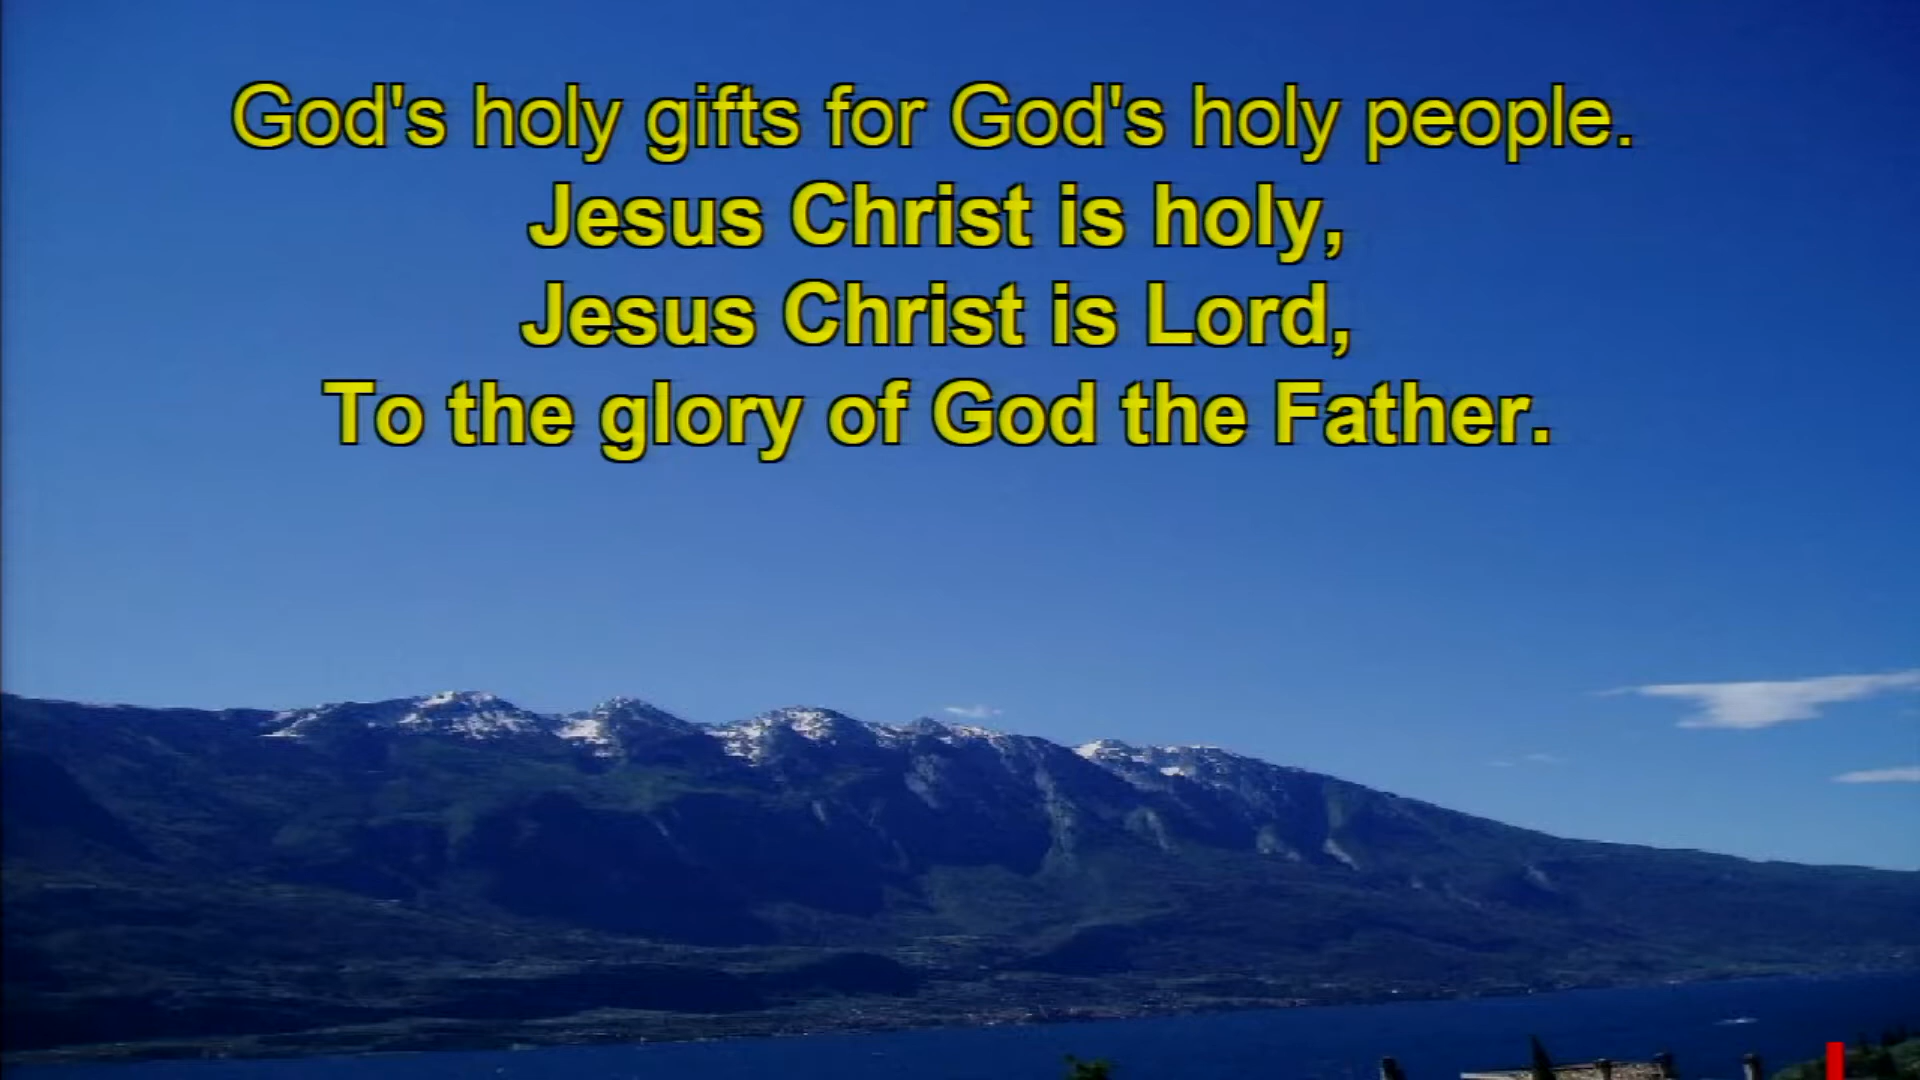 God's holy gifts for God's holy people.
Jesus Christ is holy,
Jesus Christ is Lord,
To the glory of God the Father.